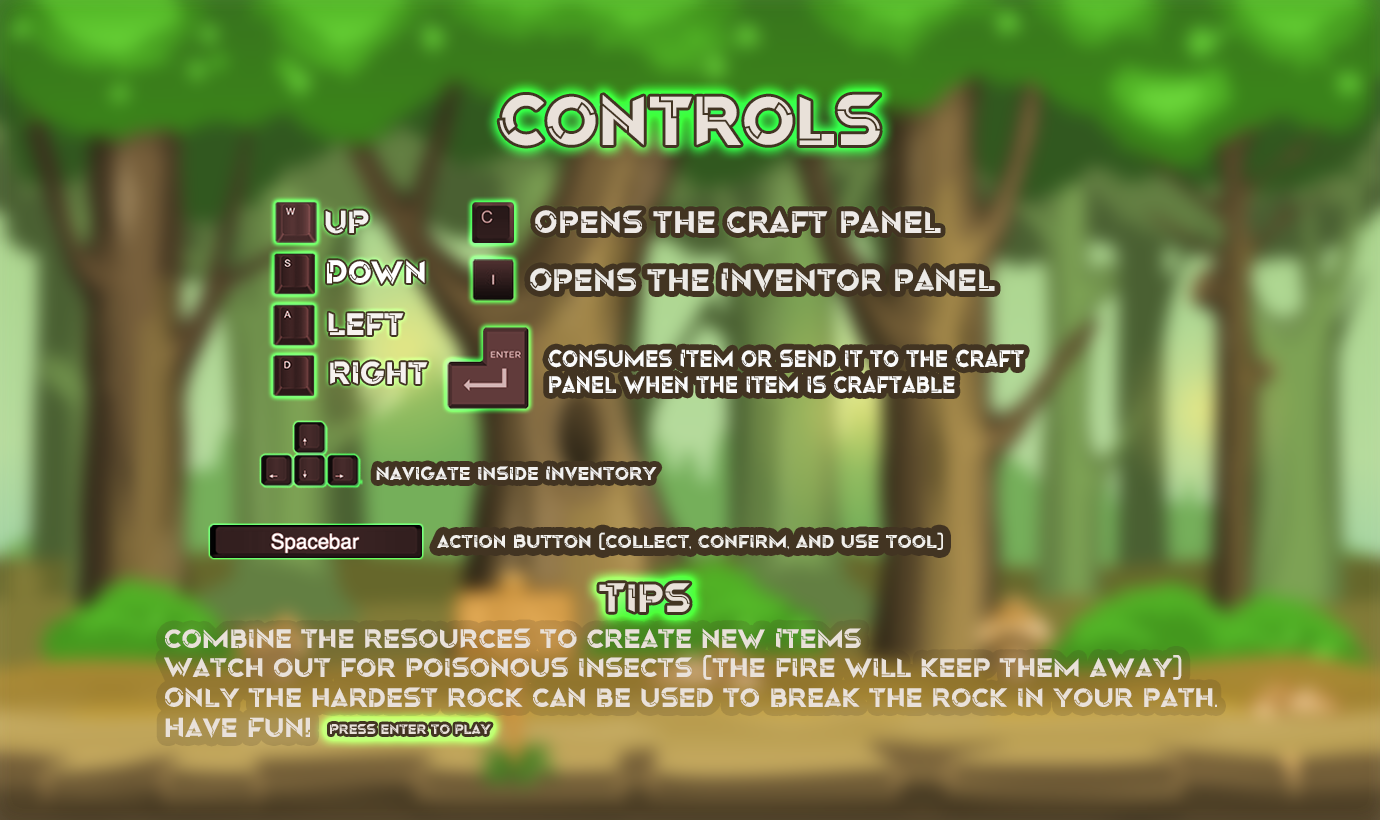 CONTROLS
W UP
C OPENS THE CRAFT PANEL
S DOWN
I OPENS THE INVENTOR PANEL
A LEFT
D RIGHT
ENTER CONSUMES ITEM OR SEND IT TO THE CRAFT
PANEL WHEN THE ITEM IS CRAFTABLE
↑
← ↓ → NAVIGATE INSIDE INVENTORY
Spacebar ACTION BUTTON (COLLECT, CONFIRM, AND USE TOOL)
TIPS
COMBINE THE RESOURCES TO CREATE NEW ITEMS
WATCH OUT FOR POISONOUS INSECTS (THE FIRE WILL KEEP THEM AWAY)
ONLY THE HARDEST ROCK CAN BE USED TO BREAK THE ROCK IN YOUR PATH.
HAVE FUN! PRESS ENTER TO PLAY